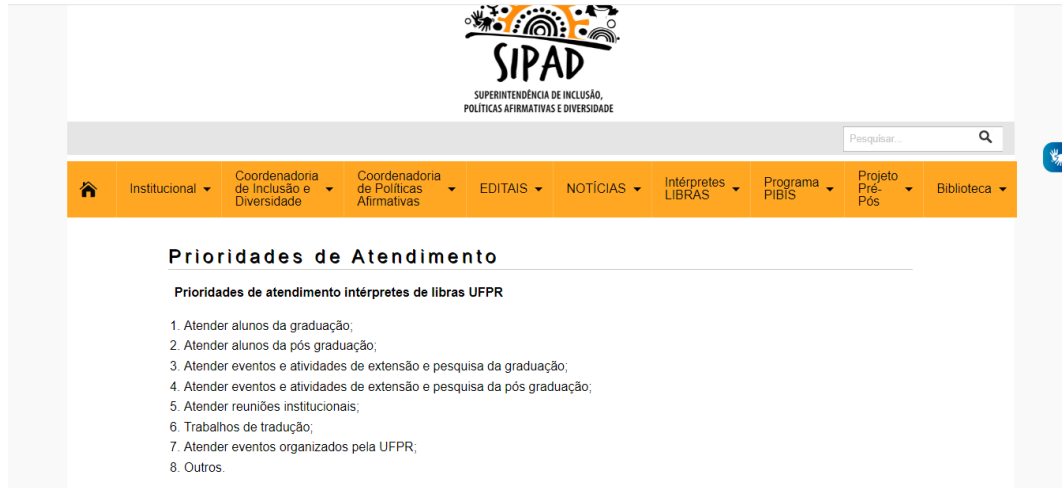 SIPAD
SUPERINTENDÊNCIA DE INCLUSÃO,
POLÍTICAS AFIRMATIVAS E DIVERSIDADE
Pesquisar...
Institucional
Coordenadoria
de Inclusão e
Diversidade
Coordenadoria
de Políticas
Afirmativas
EDITAIS
NOTÍCIAS
Intérpretes
LIBRAS
Programa
PIBIS
Projeto
Pré-
Pós
Biblioteca
Prioridades de Atendimento
Prioridades de atendimento intérpretes de libras UFPR
1. Atender alunos da graduação;
2. Atender alunos da pós graduação;
3. Atender eventos e atividades de extensão e pesquisa da graduação;
4. Atender eventos e atividades de extensão e pesquisa da pós graduação;
5. Atender reuniões institucionais;
6. Trabalhos de tradução;
7. Atender eventos organizados pela UFPR;
8. Outros.